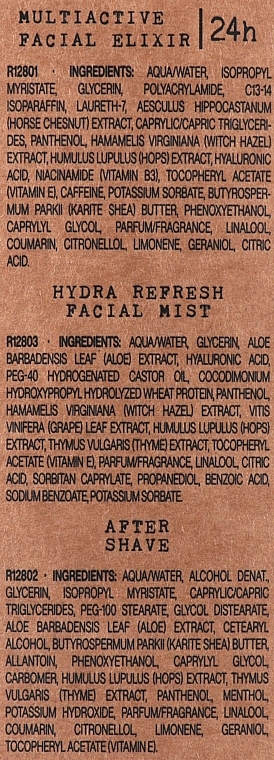 MULTIACTIVE
FACIAL ELIXIR | 24h
R12801 · INGREDIENTS: AQUA/WATER, ISOPROPYL
MYRISTATE, GLYCERIN, POLYACRYLAMIDE, C13-14
ISOPARAFFIN, LAURETH-7, AESCULUS HIPPOCASTANUM
(HORSE CHESNUT) EXTRACT, CAPRYLIC/CAPRIC TRIGLYCERI-
DES, PANTHENOL, HAMAMELIS VIRGINIANA (WITCH HAZEL)
EXTRACT, HUMULUS LUPULUS (HOPS) EXTRACT, HYALURONIC
ACID, NIACINAMIDE (VITAMIN B3), TOCOPHERYL ACETATE
(VITAMIN E), CAFFEINE, POTASSIUM SORBATE, BUTYROSPER-
MUM PARKII (KARITE SHEA) BUTTER, PHENOXYETHANOL,
CAPRYLYL GLYCOL, PARFUM/FRAGRANCE, LINALOOL,
COUMARIN, CITRONELLOL, LIMONENE, GERANIOL, CITRIC
ACID.
HYDRA REFRESH
FACIAL MIST
R12803 · INGREDIENTS: AQUA/WATER, GLYCERIN, ALOE
BARBADENSIS LEAF (ALOE) EXTRACT, HYALURONIC ACID,
PEG-40 HYDROGENATED CASTOR OIL, COCODIMONIUM
HYDROXYPROPYL HYDROLYZED WHEAT PROTEIN, PANTHENOL,
HAMAMELIS VIRGINIANA (WITCH HAZEL) EXTRACT, VITIS
VINIFERA (GRAPE) LEAF EXTRACT, HUMULUS LUPULUS (HOPS)
EXTRACT, THYMUS VULGARIS (THYME) EXTRACT, TOCOPHERYL
ACETATE (VITAMIN E), PARFUM/FRAGRANCE, LINALOOL, CITRIC
ACID, SORBITAN CAPRYLATE, PROPANEDIOL, BENZOIC ACID,
SODIUM BENZOATE, POTASSIUM SORBATE.
AFTER
SHAVE
R12802 · INGREDIENTS: AQUA/WATER, ALCOHOL DENAT.,
GLYCERIN, ISOPROPYL MYRISTATE, CAPRYLIC/CAPRIC
TRIGLYCERIDES, PEG-100 STEARATE, GLYCOL DISTEARATE,
ALOE BARBADENSIS LEAF (ALOE) EXTRACT, CETEARYL
ALCOHOL, BUTYROSPERMUM PARKII (KARITE SHEA) BUTTER,
ALLANTOIN, PHENOXYETHANOL, CAPRYLYL GLYCOL,
CARBOMER, HUMULUS LUPULUS (HOPS) EXTRACT, THYMUS
VULGARIS (THYME) EXTRACT, PANTHENOL, MENTHOL,
POTASSIUM HYDROXIDE, PARFUM/FRAGRANCE, LINALOOL,
COUMARIN, CITRONELLOL, LIMONENE, GERANIOL,
TOCOPHERYL ACETATE (VITAMIN E).